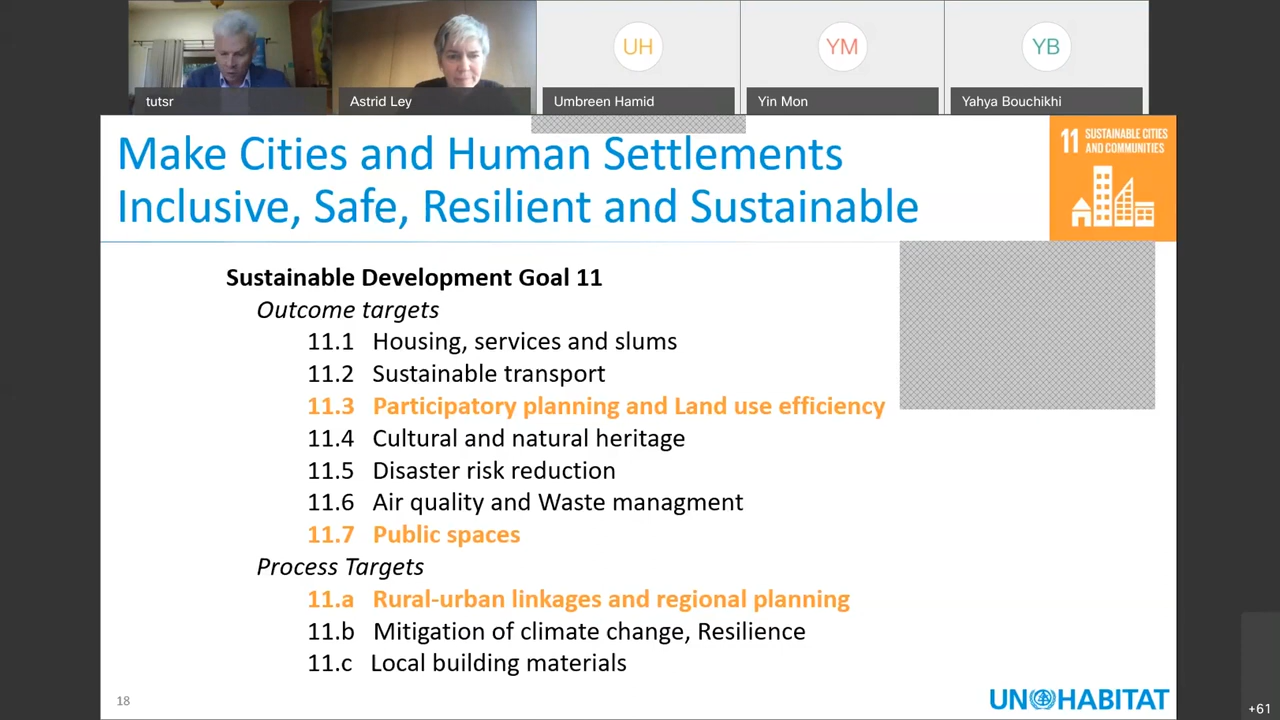 UH
YM
YB
tutsr
Astrid Ley
Umbreen Hamid
Yin Mon
Yahya Bouchikhi
Make Cities and Human Settlements
Inclusive, Safe, Resilient and Sustainable
11 SUSTAINABLE CITIES
AND COMMUNITIES
Sustainable Development Goal 11
Outcome targets
11.1 Housing, services and slums
11.2 Sustainable transport
11.3 Participatory planning and Land use efficiency
11.4 Cultural and natural heritage
11.5 Disaster risk reduction
11.6 Air quality and Waste managment
11.7 Public spaces
Process Targets
11.a Rural-urban linkages and regional planning
11.b Mitigation of climate change, Resilience
11.c Local building materials
18
UN HABITAT
+61